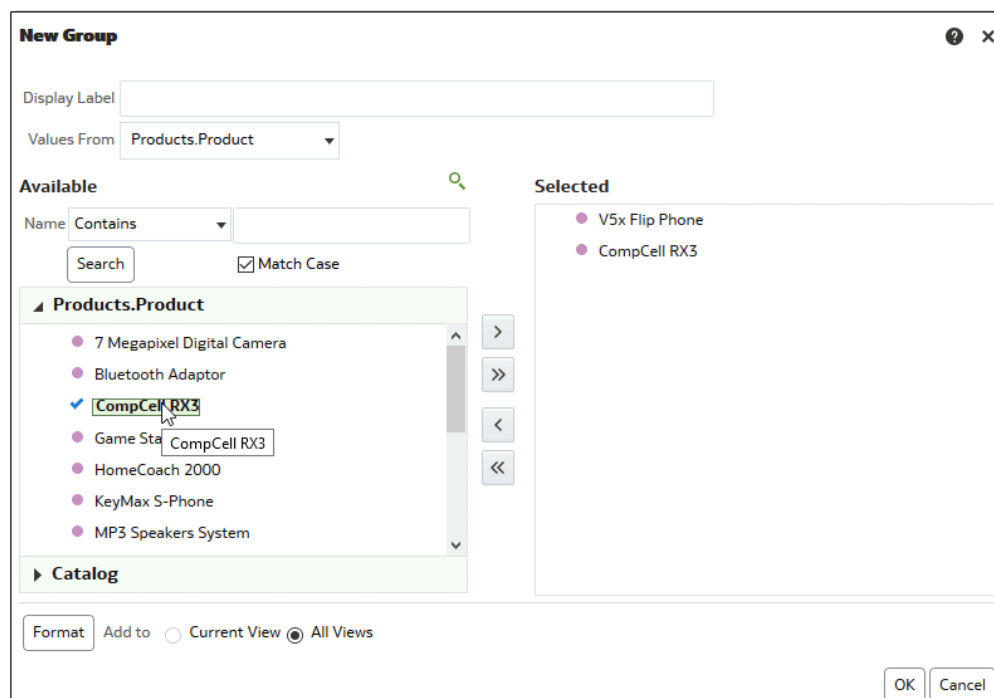 New Group
Display Label
Values From Products.Product
Available
Selected
Name Contains
Search Match Case
V5x Flip Phone
CompCell RX3
Products.Product
7 Megapixel Digital Camera
Bluetooth Adaptor
CompCell RX3
Game Sta
CompCell RX3
HomeCoach 2000
KeyMax S-Phone
MP3 Speakers System
Catalog
Format Add to Current View All Views
OK Cancel